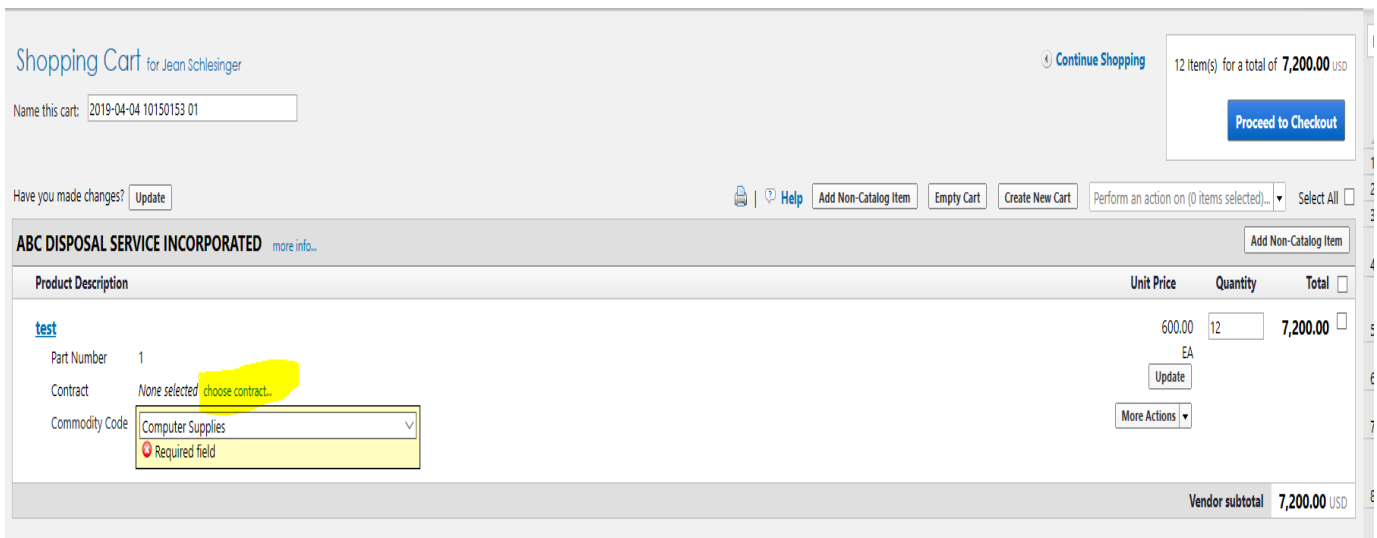 Shopping Cart for Jean Schlesinger
Continue Shopping
12 Item(s) for a total of 7,200.00 USD
Name this cart: 2019-04-04 10150153 01
Proceed to Checkout
Have you made changes? Update
Help Add Non-Catalog Item Empty Cart Create New Cart Perform an action on (0 items selected)... Select All
ABC DISPOSAL SERVICE INCORPORATED more info... Add Non-Catalog Item
Product Description Unit Price Quantity Total
test 600.00 12 7,200.00
Part Number 1 EA
Update
Contract None selected choose contract...
Commodity Code Computer Supplies More Actions
Required field
Vendor subtotal 7,200.00 USD